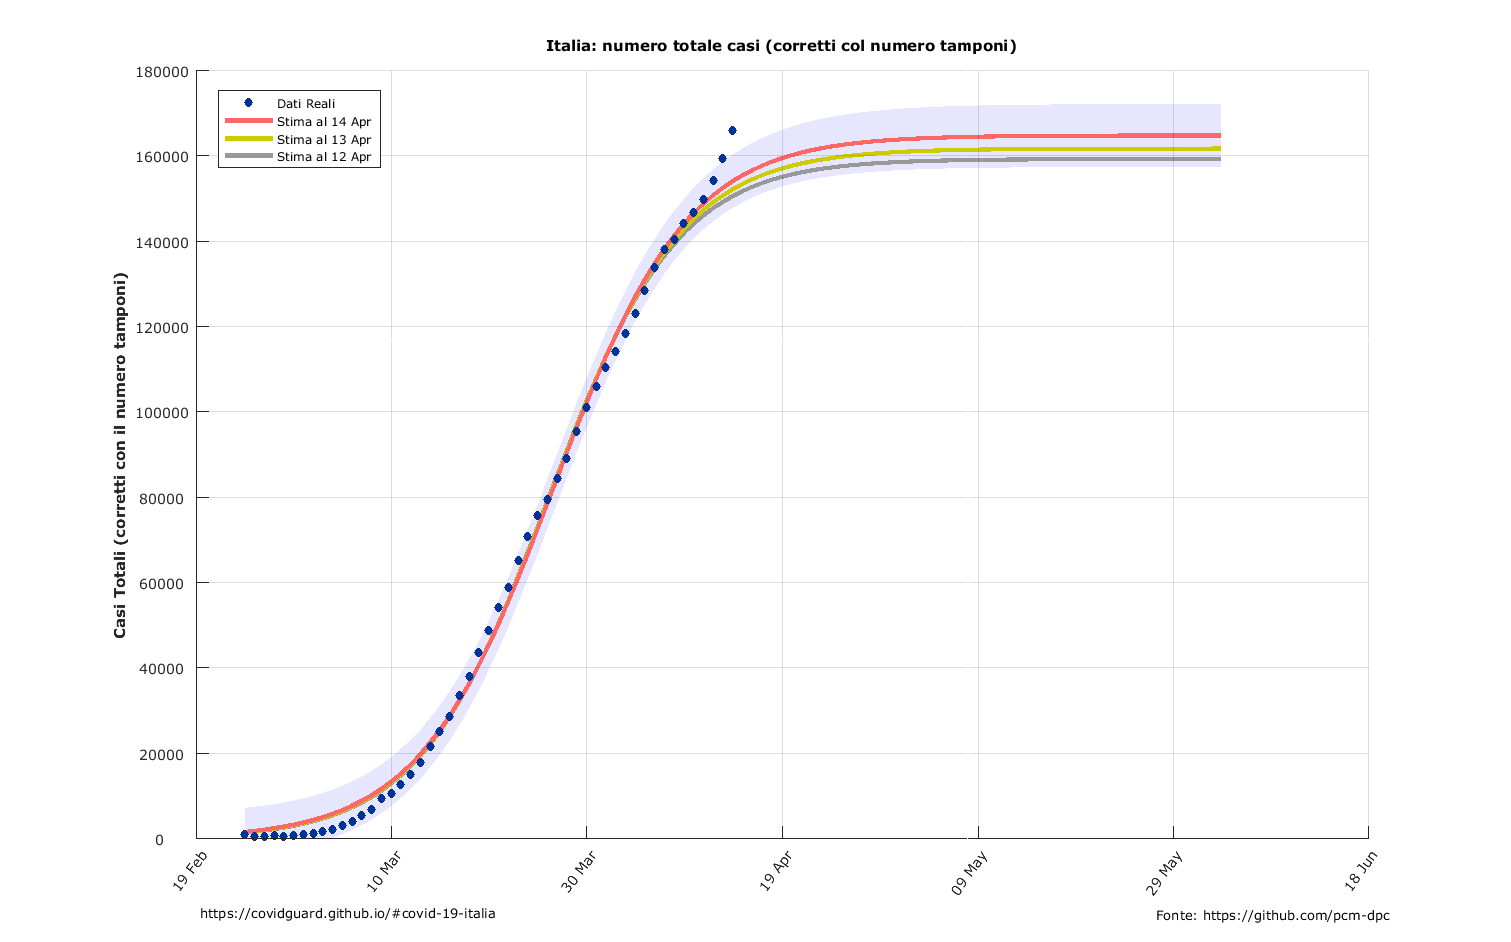 Italia: numero totale casi (corretti col numero tamponi)
Dati Reali
Stima al 14 Apr
Stima al 13 Apr
Stima al 12 Apr
Casi Totali (corretti con il numero tamponi)
180000
160000
140000
120000
100000
80000
60000
40000
20000
0
19 Feb
10 Mar
30 Mar
19 Apr
09 May
29 May
18 Jun
https://covidguard.github.io/#covid-19-italia
Fonte: https://github.com/pcm-dpc